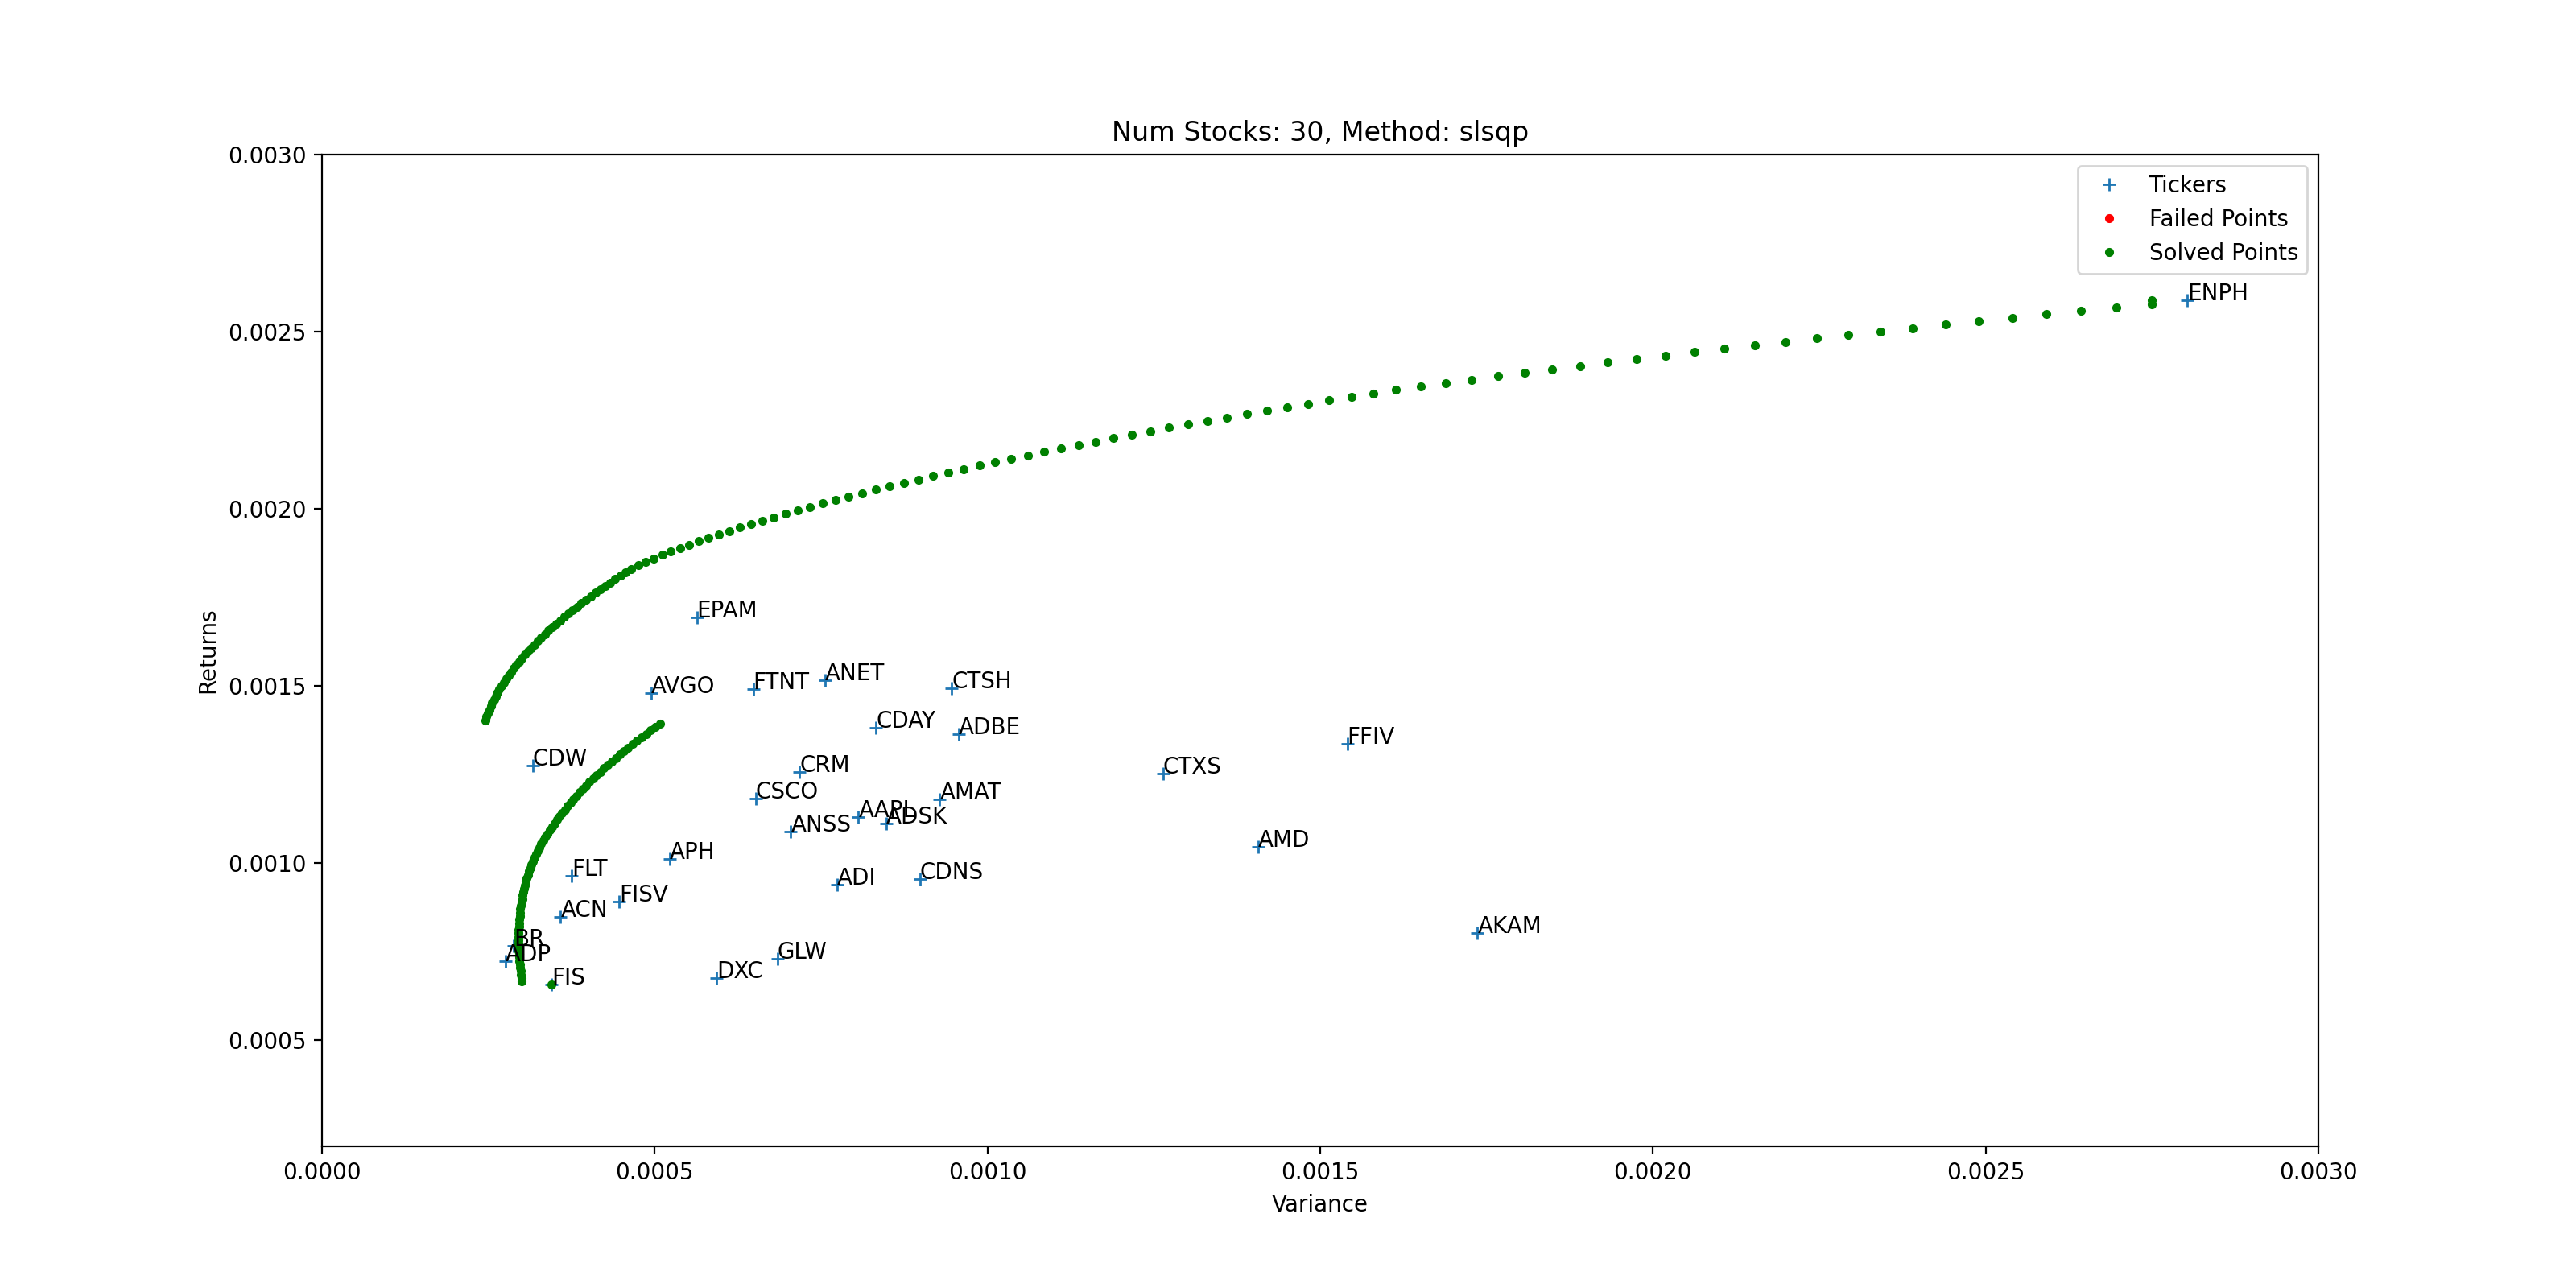 Num Stocks: 30, Method: slsqp
0.0030
Tickers
Failed Points
Solved Points
ENPH
0.0025
0.0020
Returns
EPAM
AVGO
FTNT
ANET
CTSH
0.0015
CDAY
ADBE
FFIV
CDW
CRM
CTXS
CSCO
AMAT
AAPL
ADSK
ANSS
AMD
APH
0.0010
FLT
ADI
CDNS
FISV
ACN
AKAM
BR
ADP
GLW
DXC
FIS
0.0005
0.0000 0.0005 0.0010 0.0015 0.0020 0.0025 0.0030
Variance